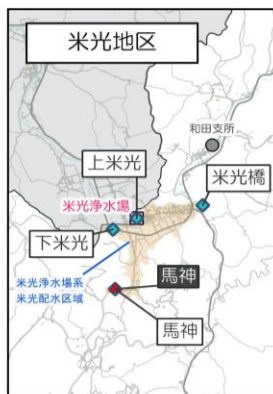 米光地区
和田支所
上米光
米光橋
米光浄水場
下米光
米光浄水場系
米光配水区域
馬神
馬神